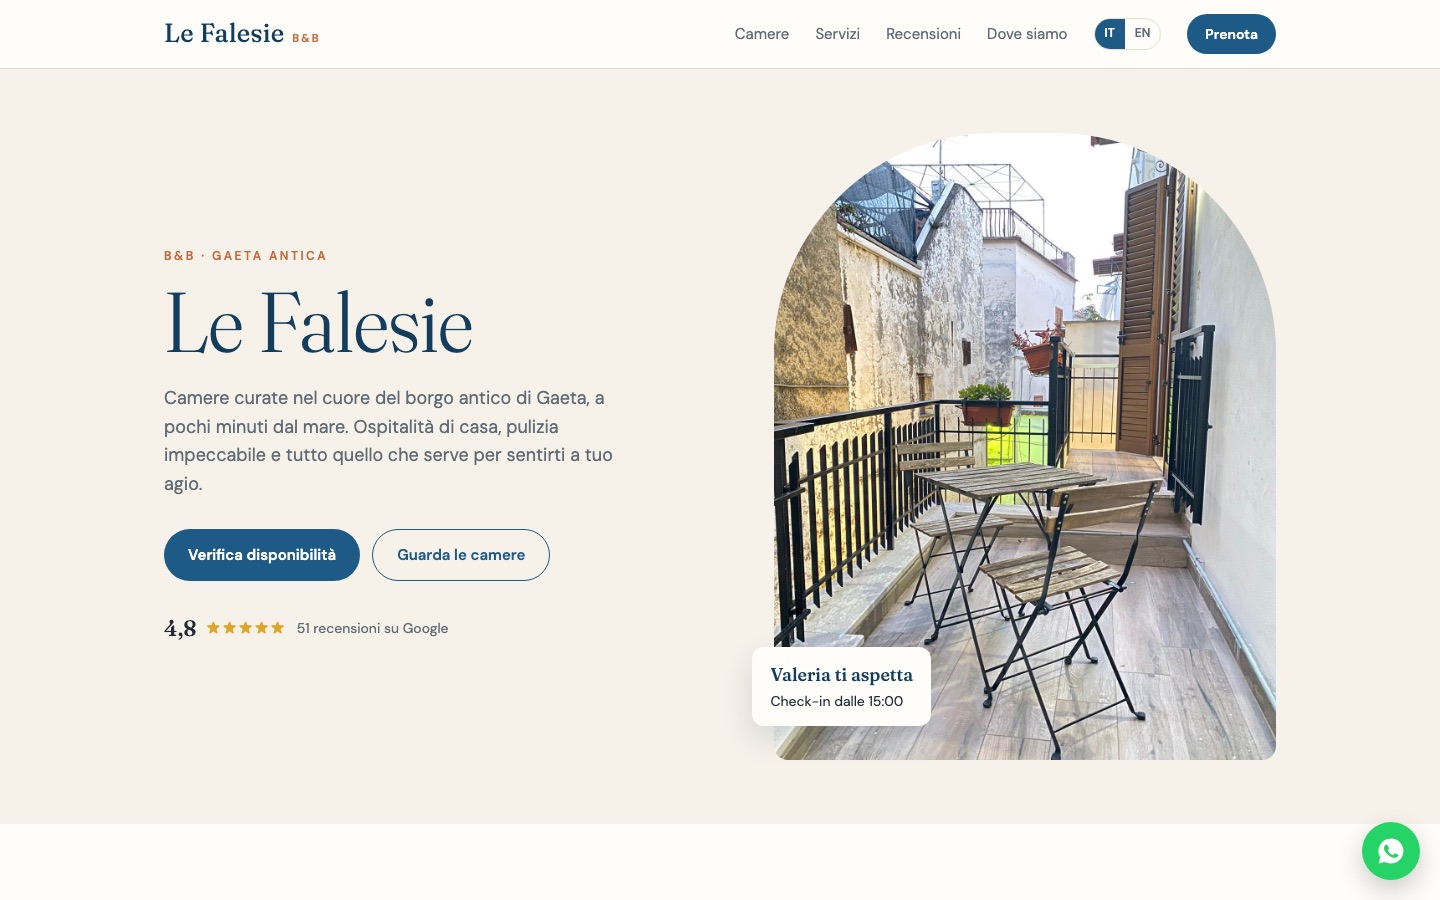 Le Falesie B&B
Camere Servizi Recensioni Dove siamo IT EN Prenota
B&B · GAETA ANTICA
Le Falesie
Camere curate nel cuore del borgo antico di Gaeta, a
pochi minuti dal mare. Ospitalità di casa, pulizia
impeccabile e tutto quello che serve per sentirti a tuo
agio.
Verifica disponibilità Guarda le camere
4,8 51 recensioni su Google
Valeria ti aspetta
Check-in dalle 15:00